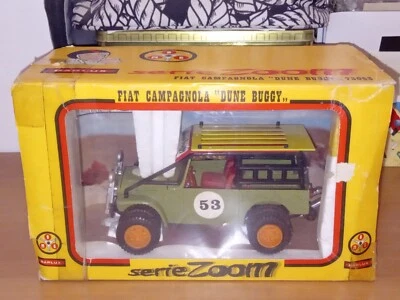 serie Zoom
FIAT CAMPAGNOLA "DUNE BUGGY"
FIAT CAMPAGNOLA "DUNE BUGGY„
53
serie Zoom